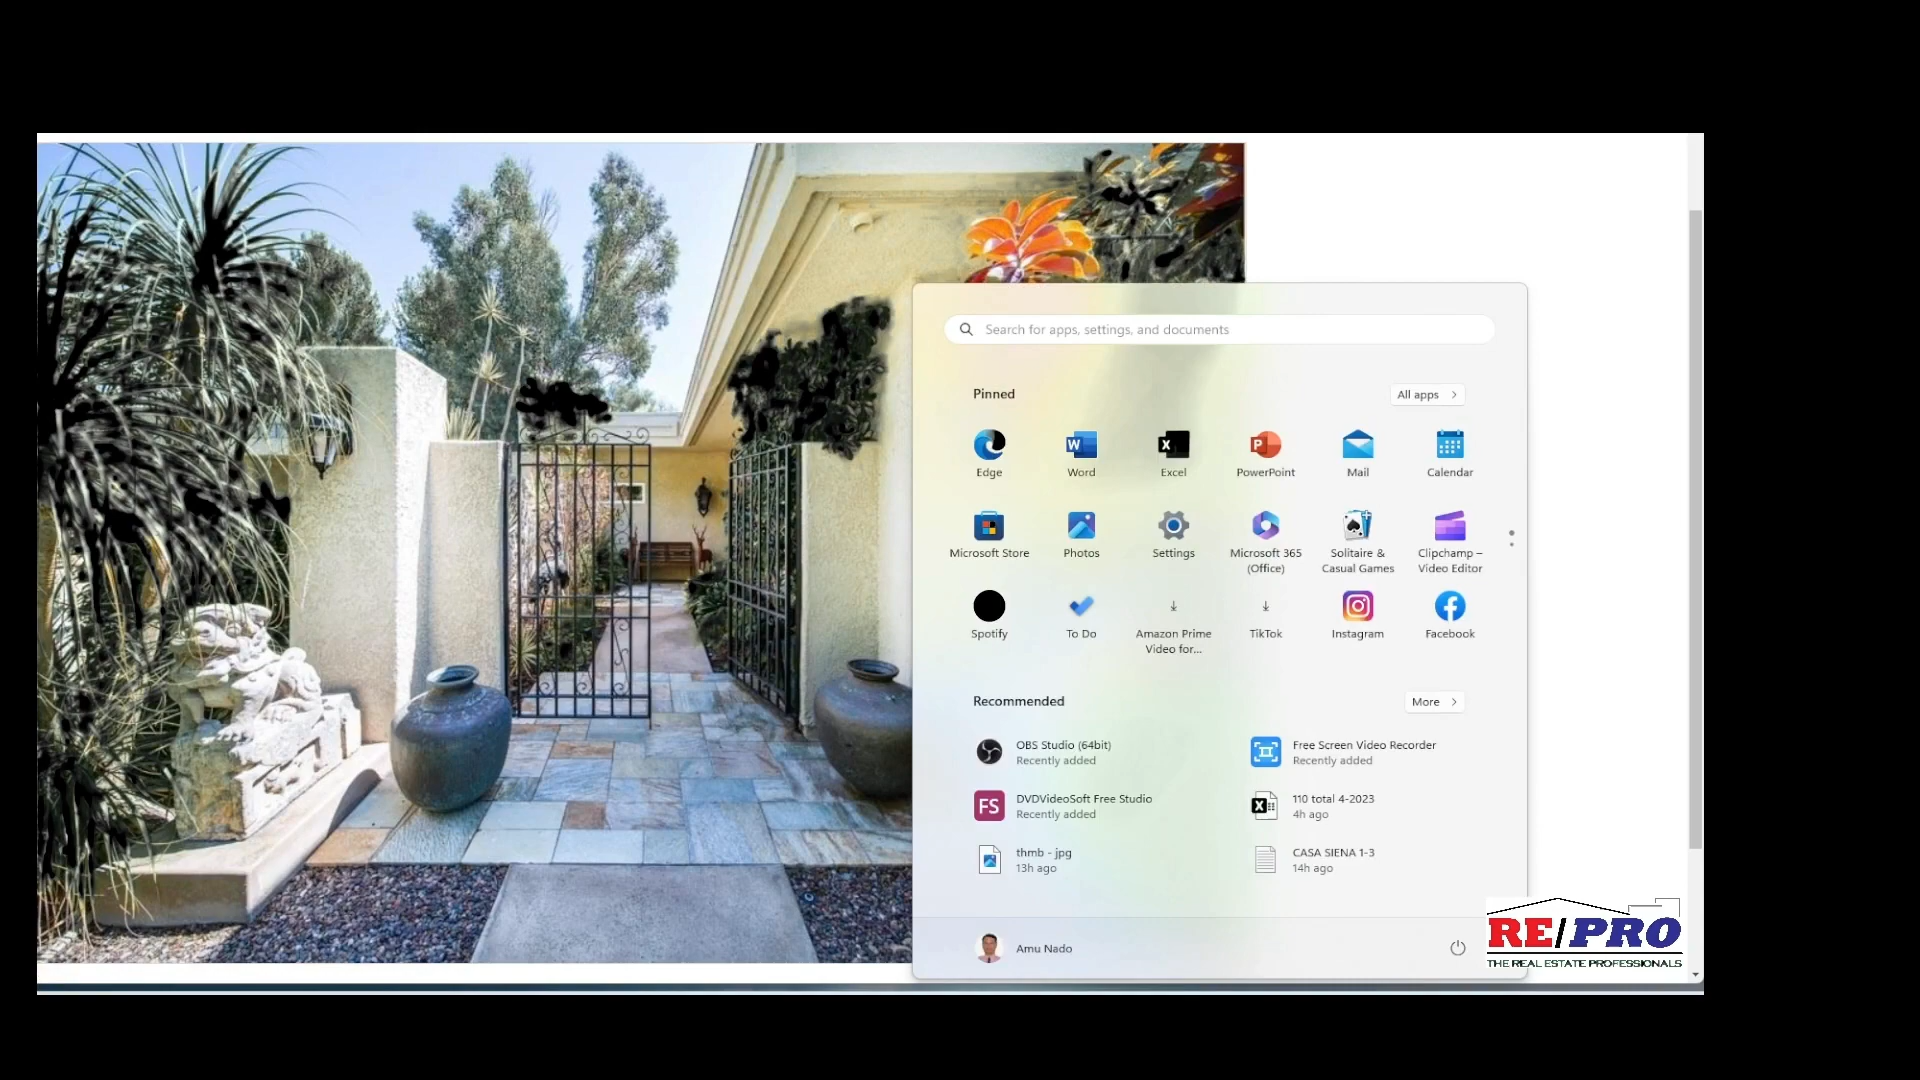 Search for apps, settings, and documents
Pinned
All apps
Edge
Word
Excel
PowerPoint
Mail
Calendar
Microsoft Store
Photos
Settings
Microsoft 365
(Office)
Solitaire &
Casual Games
Clipchamp –
Video Editor
Spotify
To Do
Amazon Prime
Video for...
TikTok
Instagram
Facebook
Recommended
More
OBS Studio (64bit)
Recently added
Free Screen Video Recorder
Recently added
FS
DVDVideoSoft Free Studio
Recently added
110 total 4-2023
4h ago
thmb - jpg
13h ago
CASA SIENA 1-3
14h ago
Amu Nado
RE/PRO
THE REAL ESTATE PROFESSIONALS